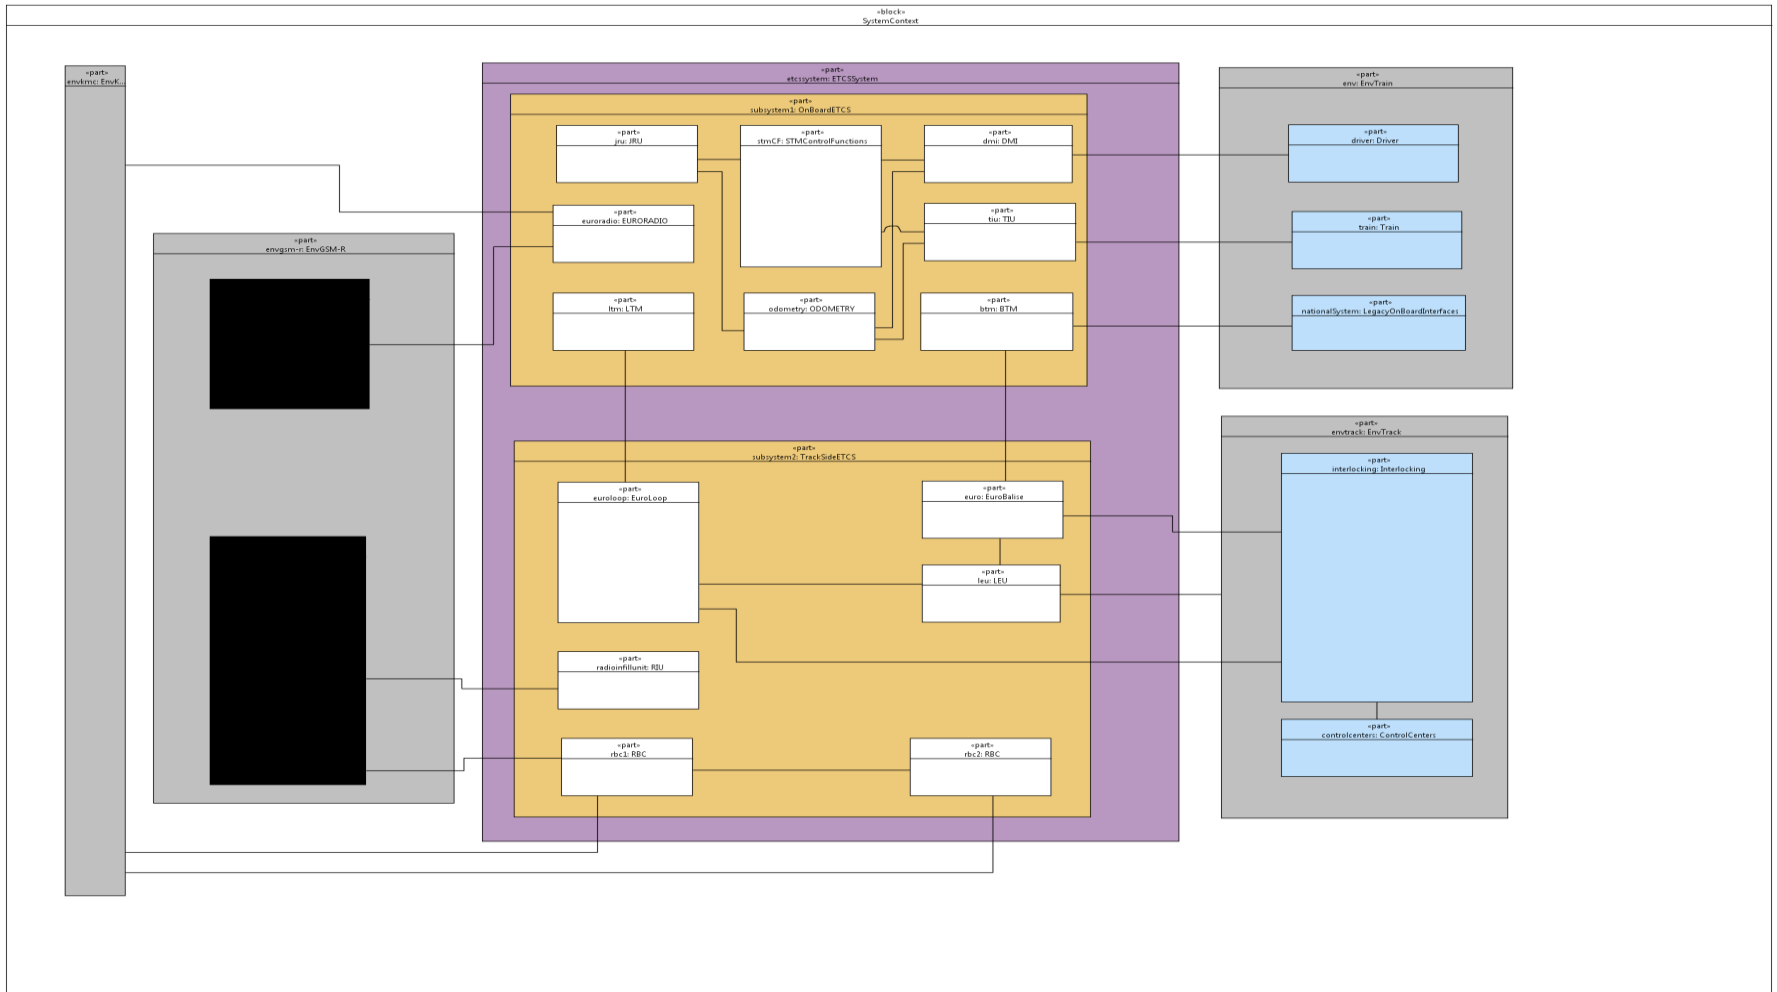 «block»
SystemContext
«part»
envkmc: EnvK...
«part»
envgsm-r: EnvGSM-R
«part»
etcssystem: ETCSSystem
«part»
subsystem1: OnBoardETCS
«part»
jru: JRU
«part»
stmCF: STMControlFunctions
«part»
dmi: DMI
«part»
euroradio: EURORADIO
«part»
tiu: TIU
«part»
ltm: LTM
«part»
odometry: ODOMETRY
«part»
btm: BTM
«part»
subsystem2: TrackSideETCS
«part»
euroloop: EuroLoop
«part»
euro: EuroBalise
«part»
leu: LEU
«part»
radioinfillunit: RIU
«part»
rbc1: RBC
«part»
rbc2: RBC
«part»
env: EnvTrain
«part»
driver: Driver
«part»
train: Train
«part»
nationalSystem: LegacyOnBoardInterfaces
«part»
envtrack: EnvTrack
«part»
interlocking: Interlocking
«part»
controlcenters: ControlCenters